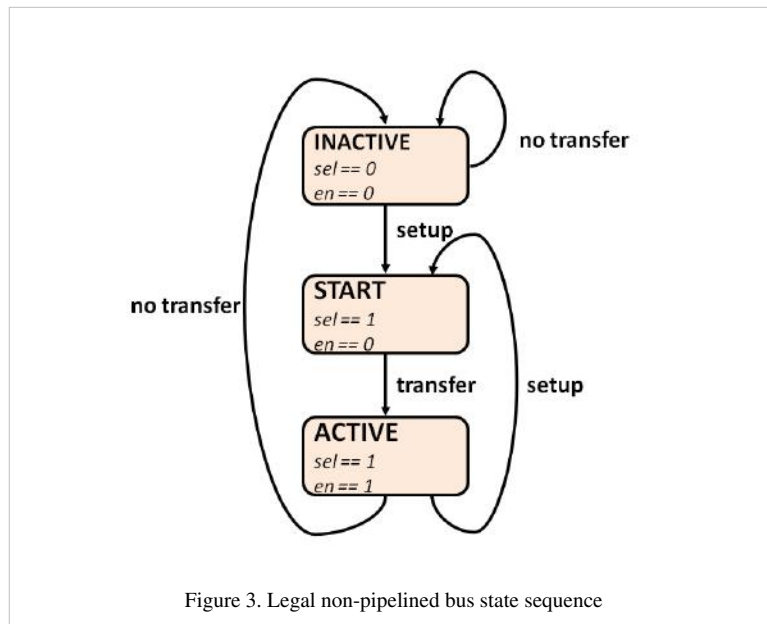 INACTIVE
sel == 0
en == 0
no transfer
setup
START
sel == 1
en == 0
no transfer
transfer
setup
ACTIVE
sel == 1
en == 1
Figure 3. Legal non-pipelined bus state sequence